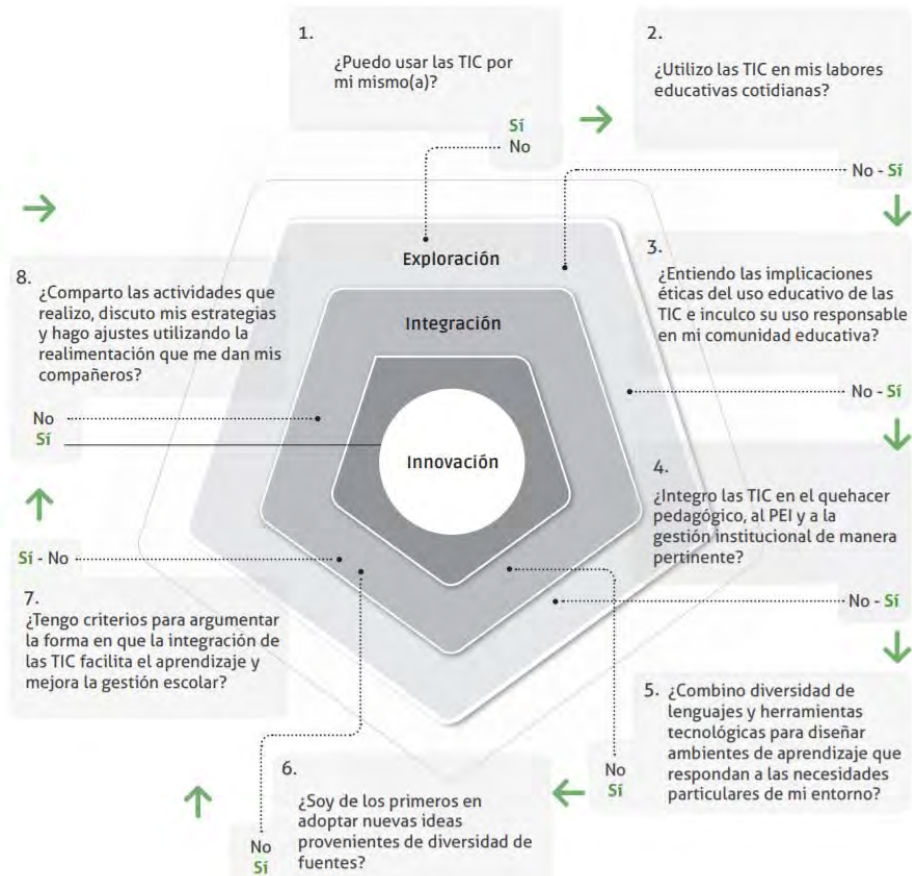 1.
¿Puedo usar las TIC por
mi mismo(a)?
Sí
No
2.
¿Utilizo las TIC en mis labores
educativas cotidianas?
No - Sí
3.
¿Entiendo las implicaciones
éticas del uso educativo de las
TIC e inculco su uso responsable
en mi comunidad educativa?
No - Sí
4.
¿Integro las TIC en el quehacer
pedagógico, al PEI y a la
gestión institucional de manera
pertinente?
No - Sí
5. ¿Combino diversidad de
lenguajes y herramientas
tecnológicas para diseñar
ambientes de aprendizaje que
respondan a las necesidades
particulares de mi entorno?
No
Sí
6.
¿Soy de los primeros en
adoptar nuevas ideas
provenientes de diversidad de
fuentes?
No
Sí
7.
¿Tengo criterios para argumentar
la forma en que la integración de
las TIC facilita el aprendizaje y
mejora la gestión escolar?
Sí - No
8.
¿Comparto las actividades que
realizo, discuto mis estrategias
y hago ajustes utilizando la
realimentación que me dan mis
compañeros?
No
Sí
Exploración
Integración
Innovación